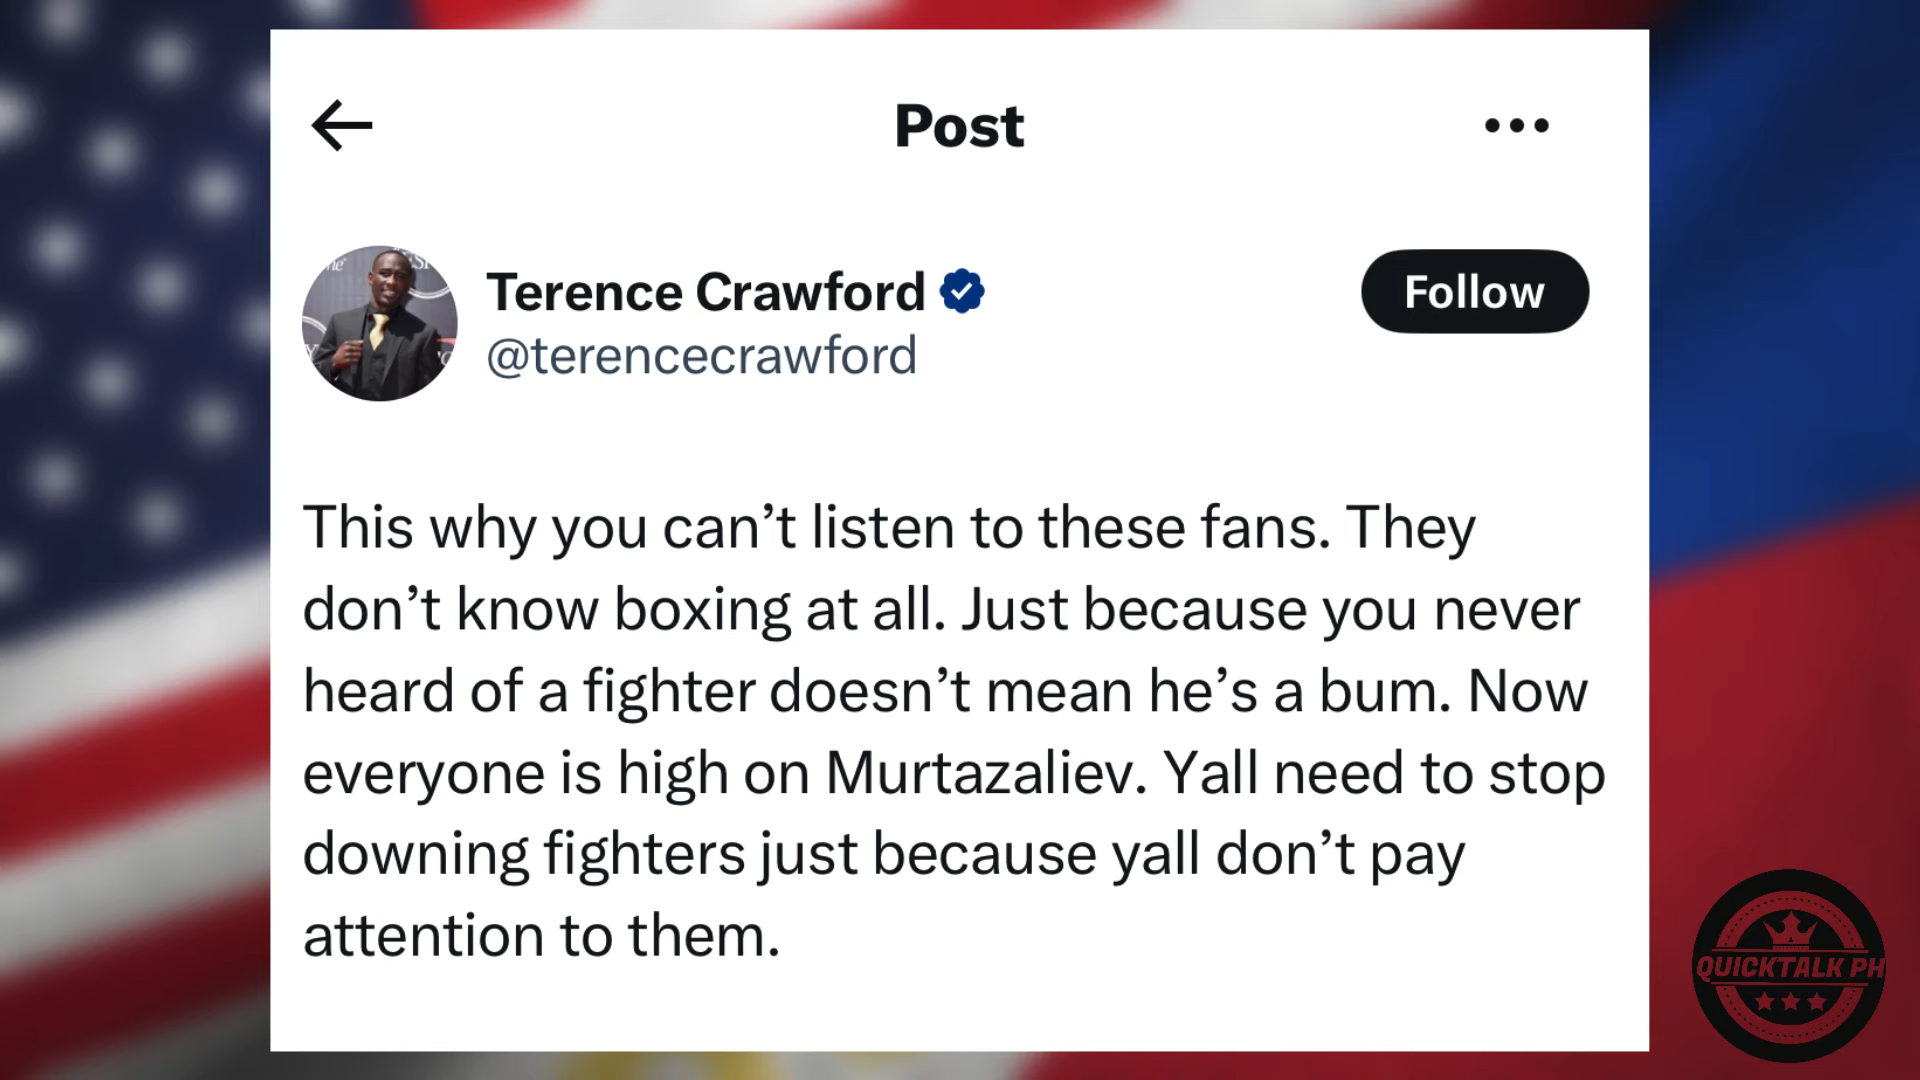 Post
Terence Crawford
Follow
@terencecrawford
This why you can’t listen to these fans. They
don’t know boxing at all. Just because you never
heard of a fighter doesn’t mean he’s a bum. Now
everyone is high on Murtazaliev. Yall need to stop
downing fighters just because yall don’t pay
attention to them.
QUICKTALK PH